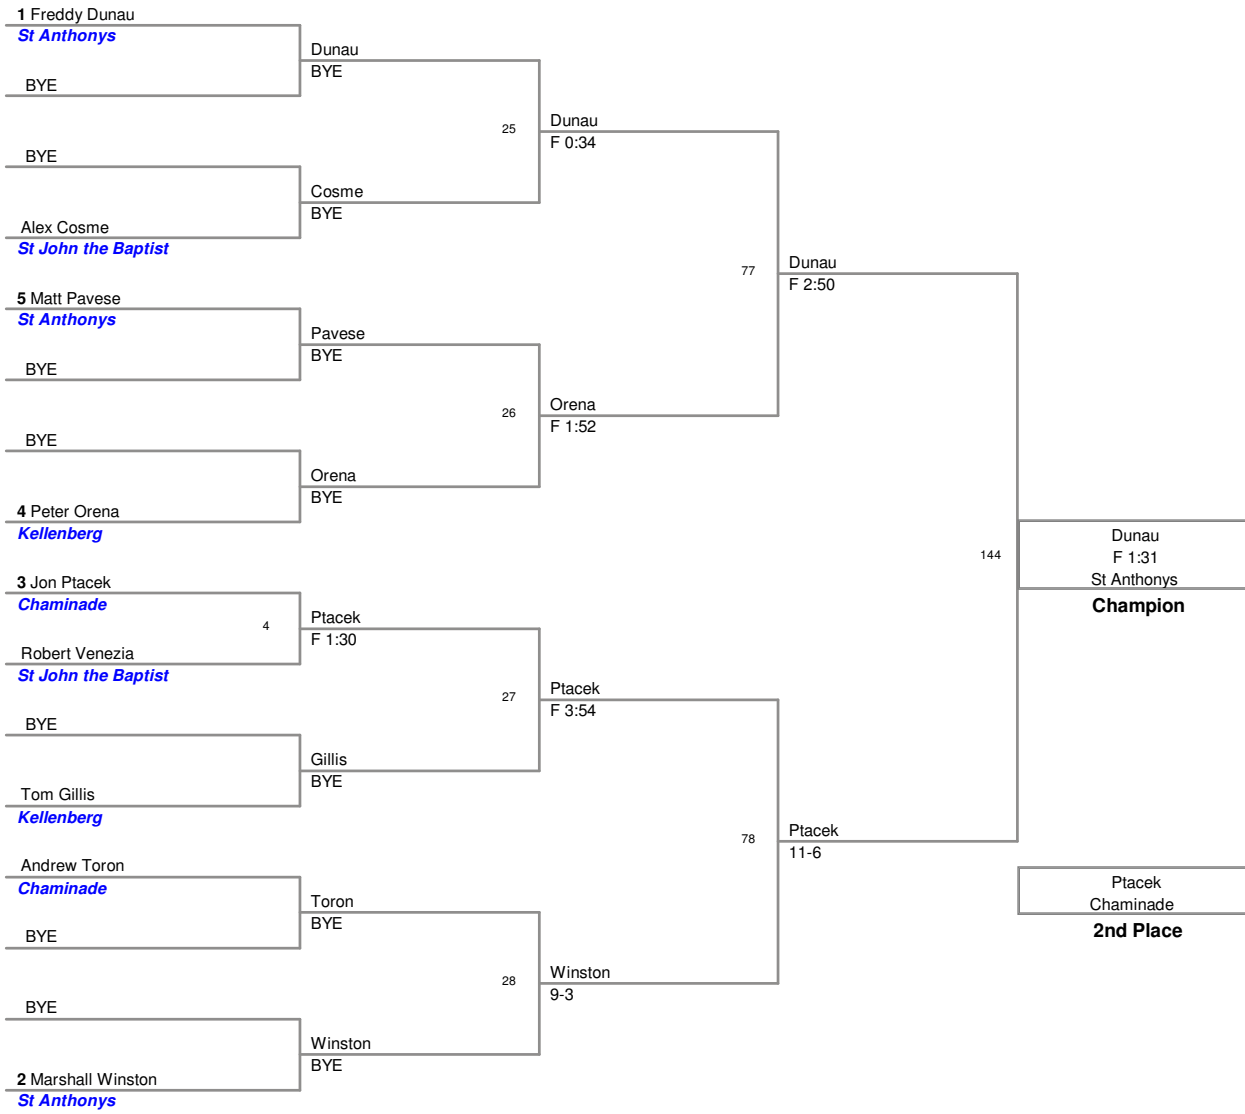 1 Freddy Dunau
St Anthonys
BYE
BYE
Alex Cosme
St John the Baptist
5 Matt Pavese
St Anthonys
BYE
BYE
4 Peter Orena
Kellenberg
3 Jon Ptacek
Chaminade
Robert Venezia
St John the Baptist
BYE
Tom Gillis
Kellenberg
Andrew Toron
Chaminade
BYE
BYE
2 Marshall Winston
St Anthonys
Dunau
BYE
Cosme
BYE
Pavese
BYE
Orena
BYE
4
Ptacek
F 1:30
Gillis
BYE
Toron
BYE
Winston
BYE
25
Dunau
F 0:34
26
Orena
F 1:52
27
Ptacek
F 3:54
28
Winston
9-3
77
Dunau
F 2:50
78
Ptacek
11-6
144
Dunau
F 1:31
St Anthonys
Champion
Ptacek
Chaminade
2nd Place